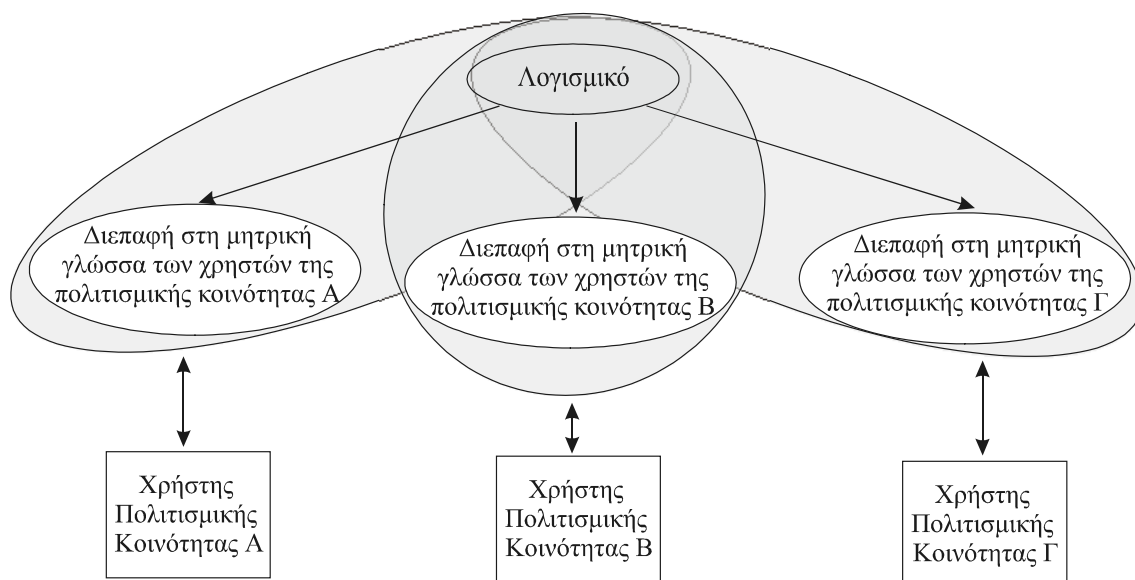 Λογισμικό
Διεπαφή στη μητρική
γλώσσα των χρηστών της
πολιτισμικής κοινότητας Α
Διεπαφή στη μητρική
γλώσσα των χρηστών της
πολιτισμικής κοινότητας Β
Διεπαφή στη μητρική
γλώσσα των χρηστών της
πολιτισμικής κοινότητας Γ
Χρήστης
Πολιτισμικής
Κοινότητας Α
Χρήστης
Πολιτισμικής
Κοινότητας Β
Χρήστης
Πολιτισμικής
Κοινότητας Γ